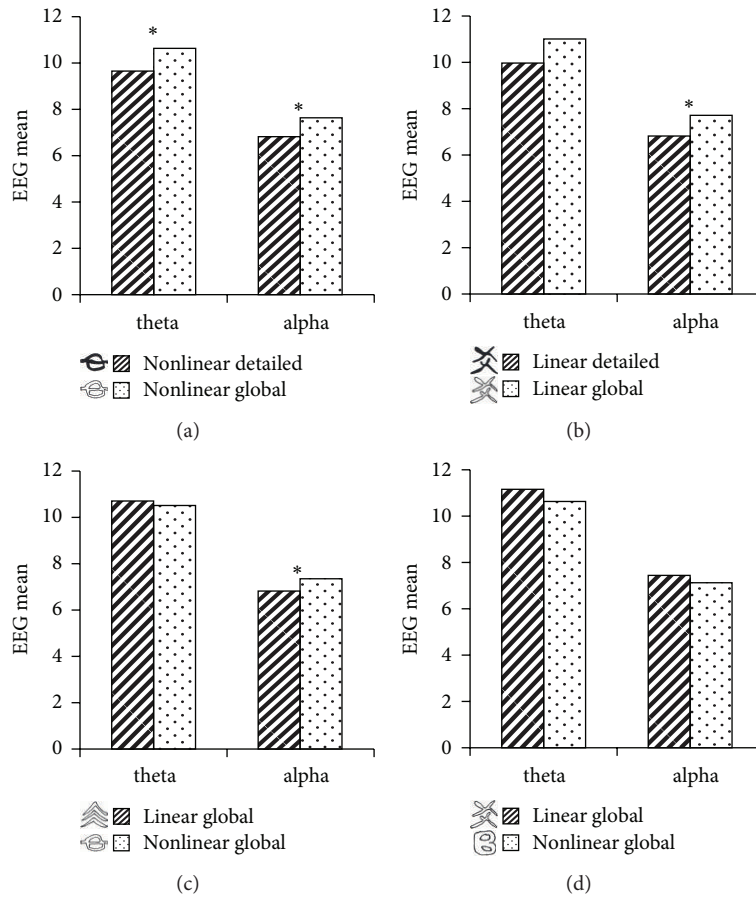 12
10
8
6
4
2
0
EEG mean
*
*
theta
alpha
Nonlinear detailed
Nonlinear global
(a)
12
10
8
6
4
2
0
EEG mean
*
theta
alpha
Linear detailed
Linear global
(b)
12
10
8
6
4
2
0
EEG mean
*
theta
alpha
Linear global
Nonlinear global
(c)
12
10
8
6
4
2
0
EEG mean
theta
alpha
Linear global
Nonlinear global
(d)